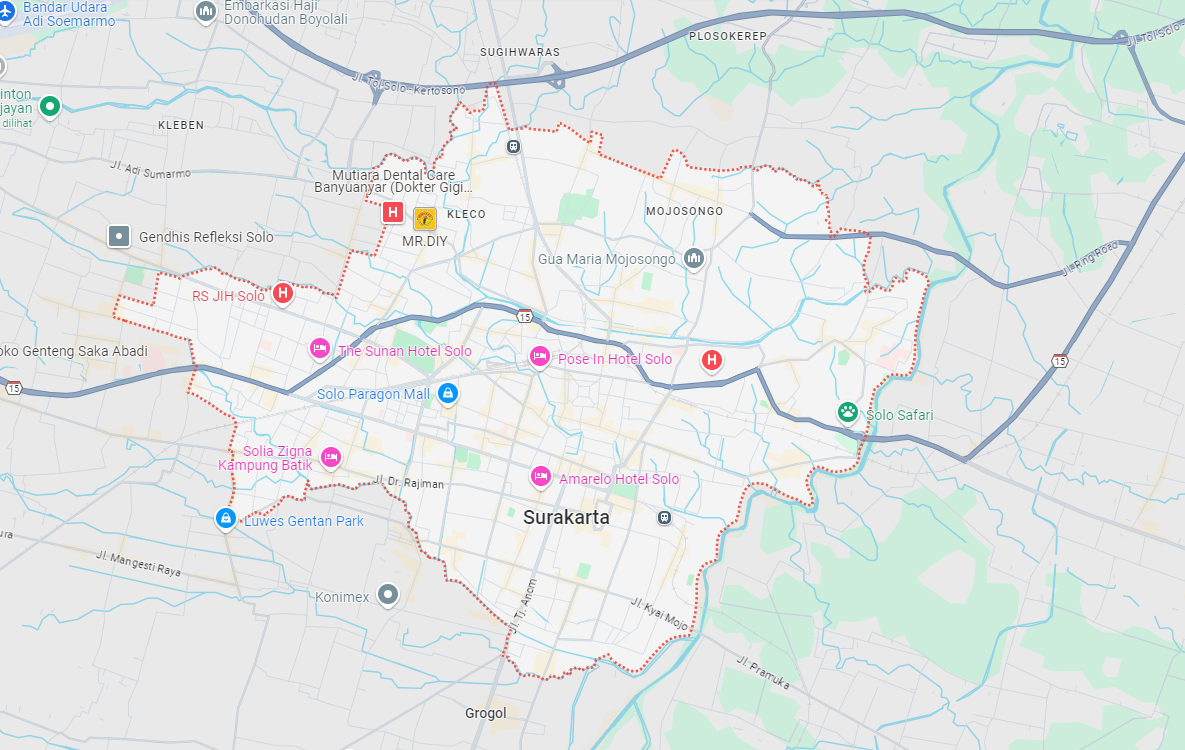 Bandar Udara
Adi Soemarmo
Embarkasi Haji
Donohudan Boyolali
PLOSOKEREP
Jl. Tol Solo
SUGIHWARAS
Jl. Tol Solo - Kertosono
inton
jayan
dilihat
KLEBEN
Jl. Adi Sumarmo
Mutiara Dental Care
Banyuanyar (Dokter Gigi...
H
KLECO
MOJOSONGO
MR.DIY
Gendhis Refleksi Solo
Gua Maria Mojosongo
Jl. Ring Road
RS JIH Solo
H
15
oko Genteng Saka Abadi
The Sunan Hotel Solo
Pose In Hotel Solo
H
15
15
Solo Paragon Mall
Solo Safari
Solia Zigna
Kampung Batik
Jl. Dr. Rajiman
Amarelo Hotel Solo
Luwes Gentan Park
Surakarta
ura
Jl. Mangesti Raya
Konimex
Jl. Tj. Anom
Jl. Kyai Mojo
Jl. Pramuka
Grogol